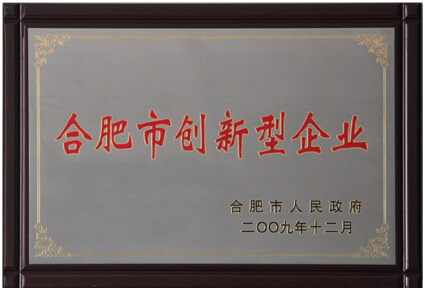 合肥市创新型企业
合肥市人民政府
二〇〇九年十二月